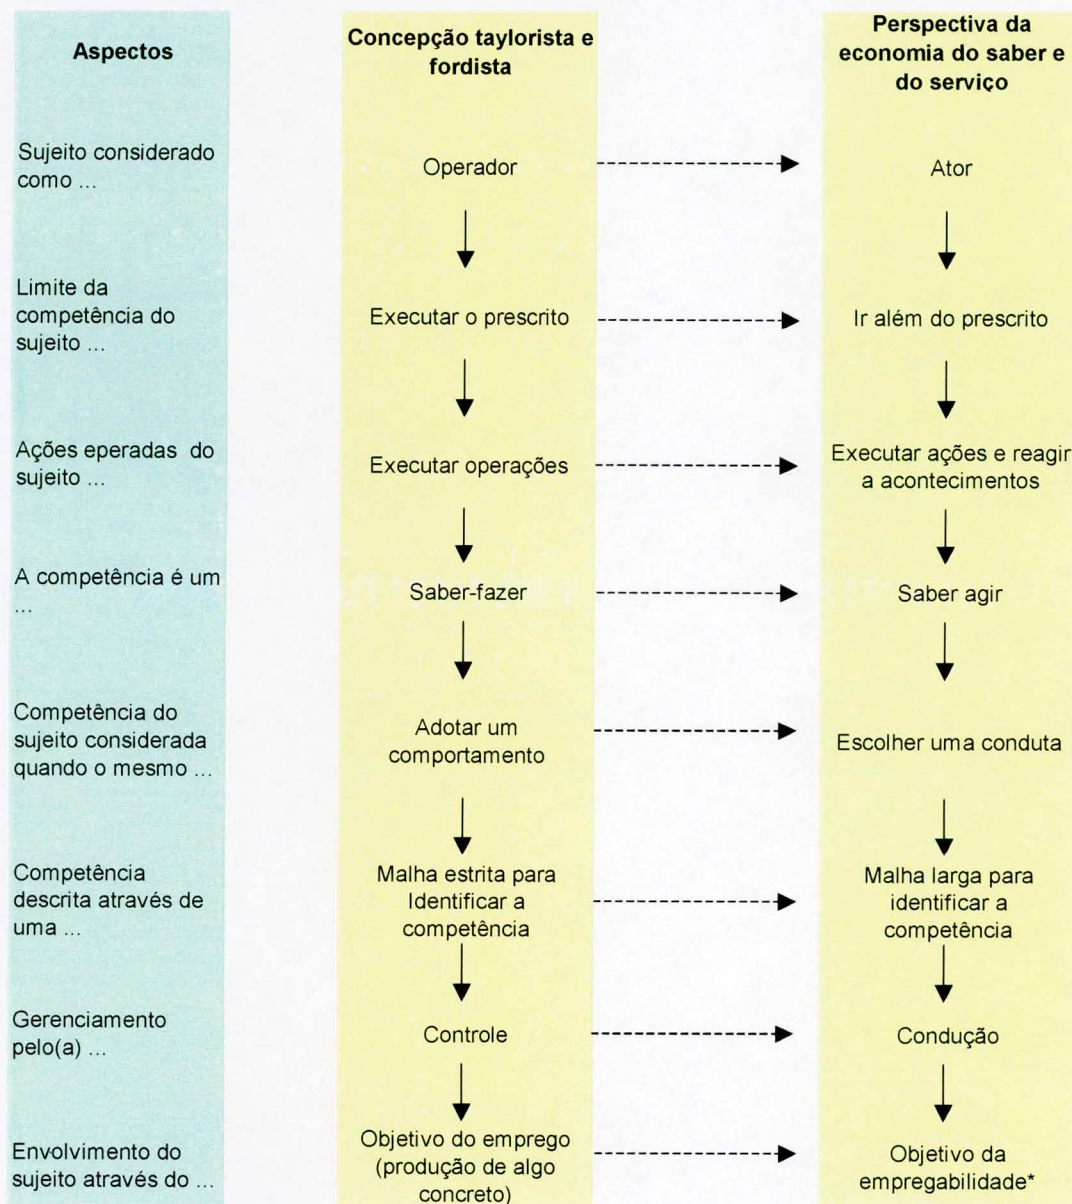 Aspectos
Concepção taylorista e
fordista
Perspectiva da
economia do saber e
do serviço
Sujeito considerado
como ...
Operador
Ator
Limite da
competência do
sujeito ...
Executar o prescrito
Ir além do prescrito
Ações eperadas do
sujeito ...
Executar operações
Executar ações e reagir
a acontecimentos
A competência é um
...
Saber-fazer
Saber agir
Competência do
sujeito considerada
quando o mesmo ...
Adotar um
comportamento
Escolher uma conduta
Competência
descrita através de
uma ...
Malha estrita para
Identificar a
competência
Malha larga para
identificar a
competência
Gerenciamento
pelo(a) ...
Controle
Condução
Envolvimento do
sujeito através do ...
Objetivo do emprego
(produção de algo
concreto)
Objetivo da
empregabilidade*